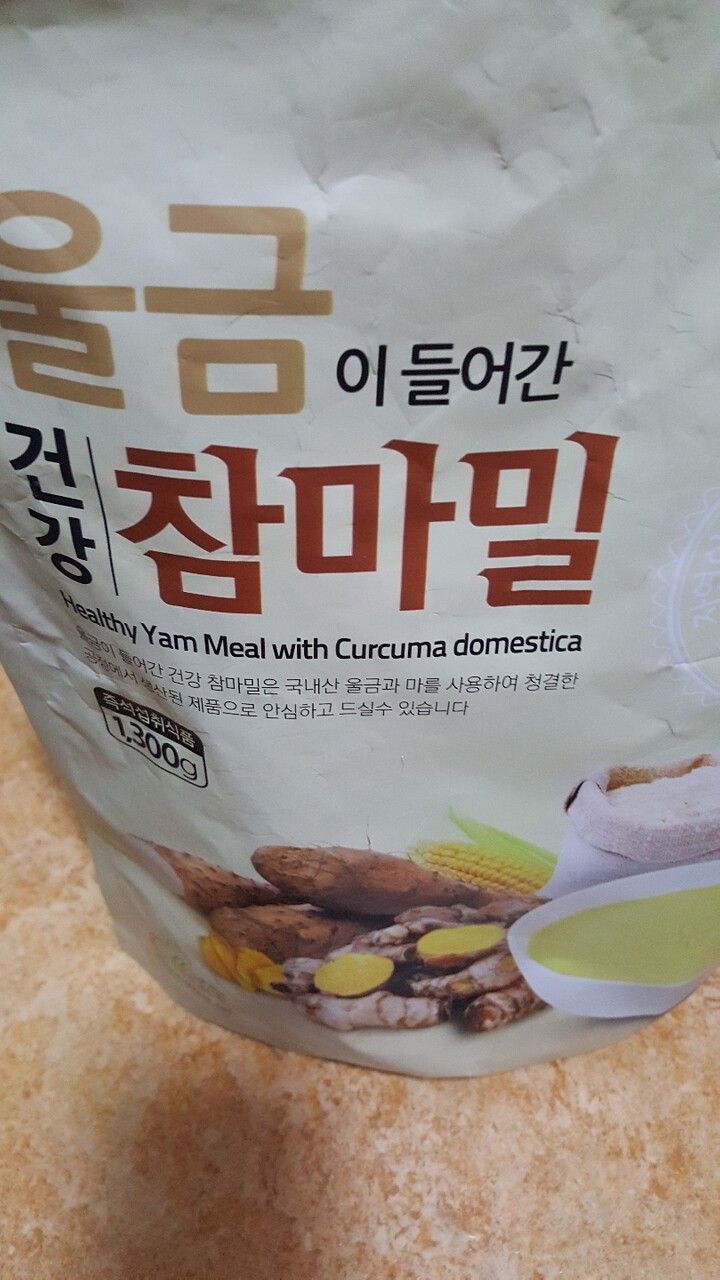 울금이 들어간
건강 참마밀
Healthy Yam Meal with Curcuma domestica
울금이 들어간 건강 참마밀은 국내산 울금과 마를 사용하여 청결한
공정에서 생산된 제품으로 안심하고 드실수 있습니다
즉석섭취식품
1,300g